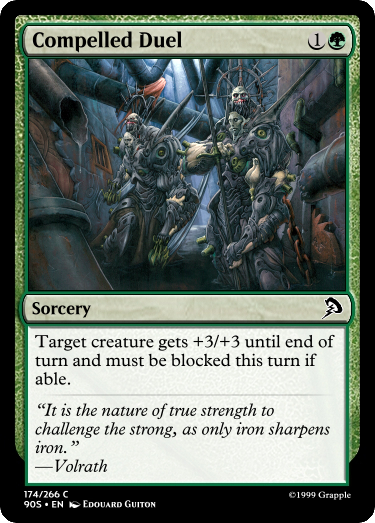 Compelled Duel 1
Sorcery
Target creature gets +3/+3 until end of
turn and must be blocked this turn if
able.
“It is the nature of true strength to
challenge the strong, as only iron sharpens
iron.”
—Volrath
174/266 C
90S • EN Edouard Guiton
©1999 Grapple